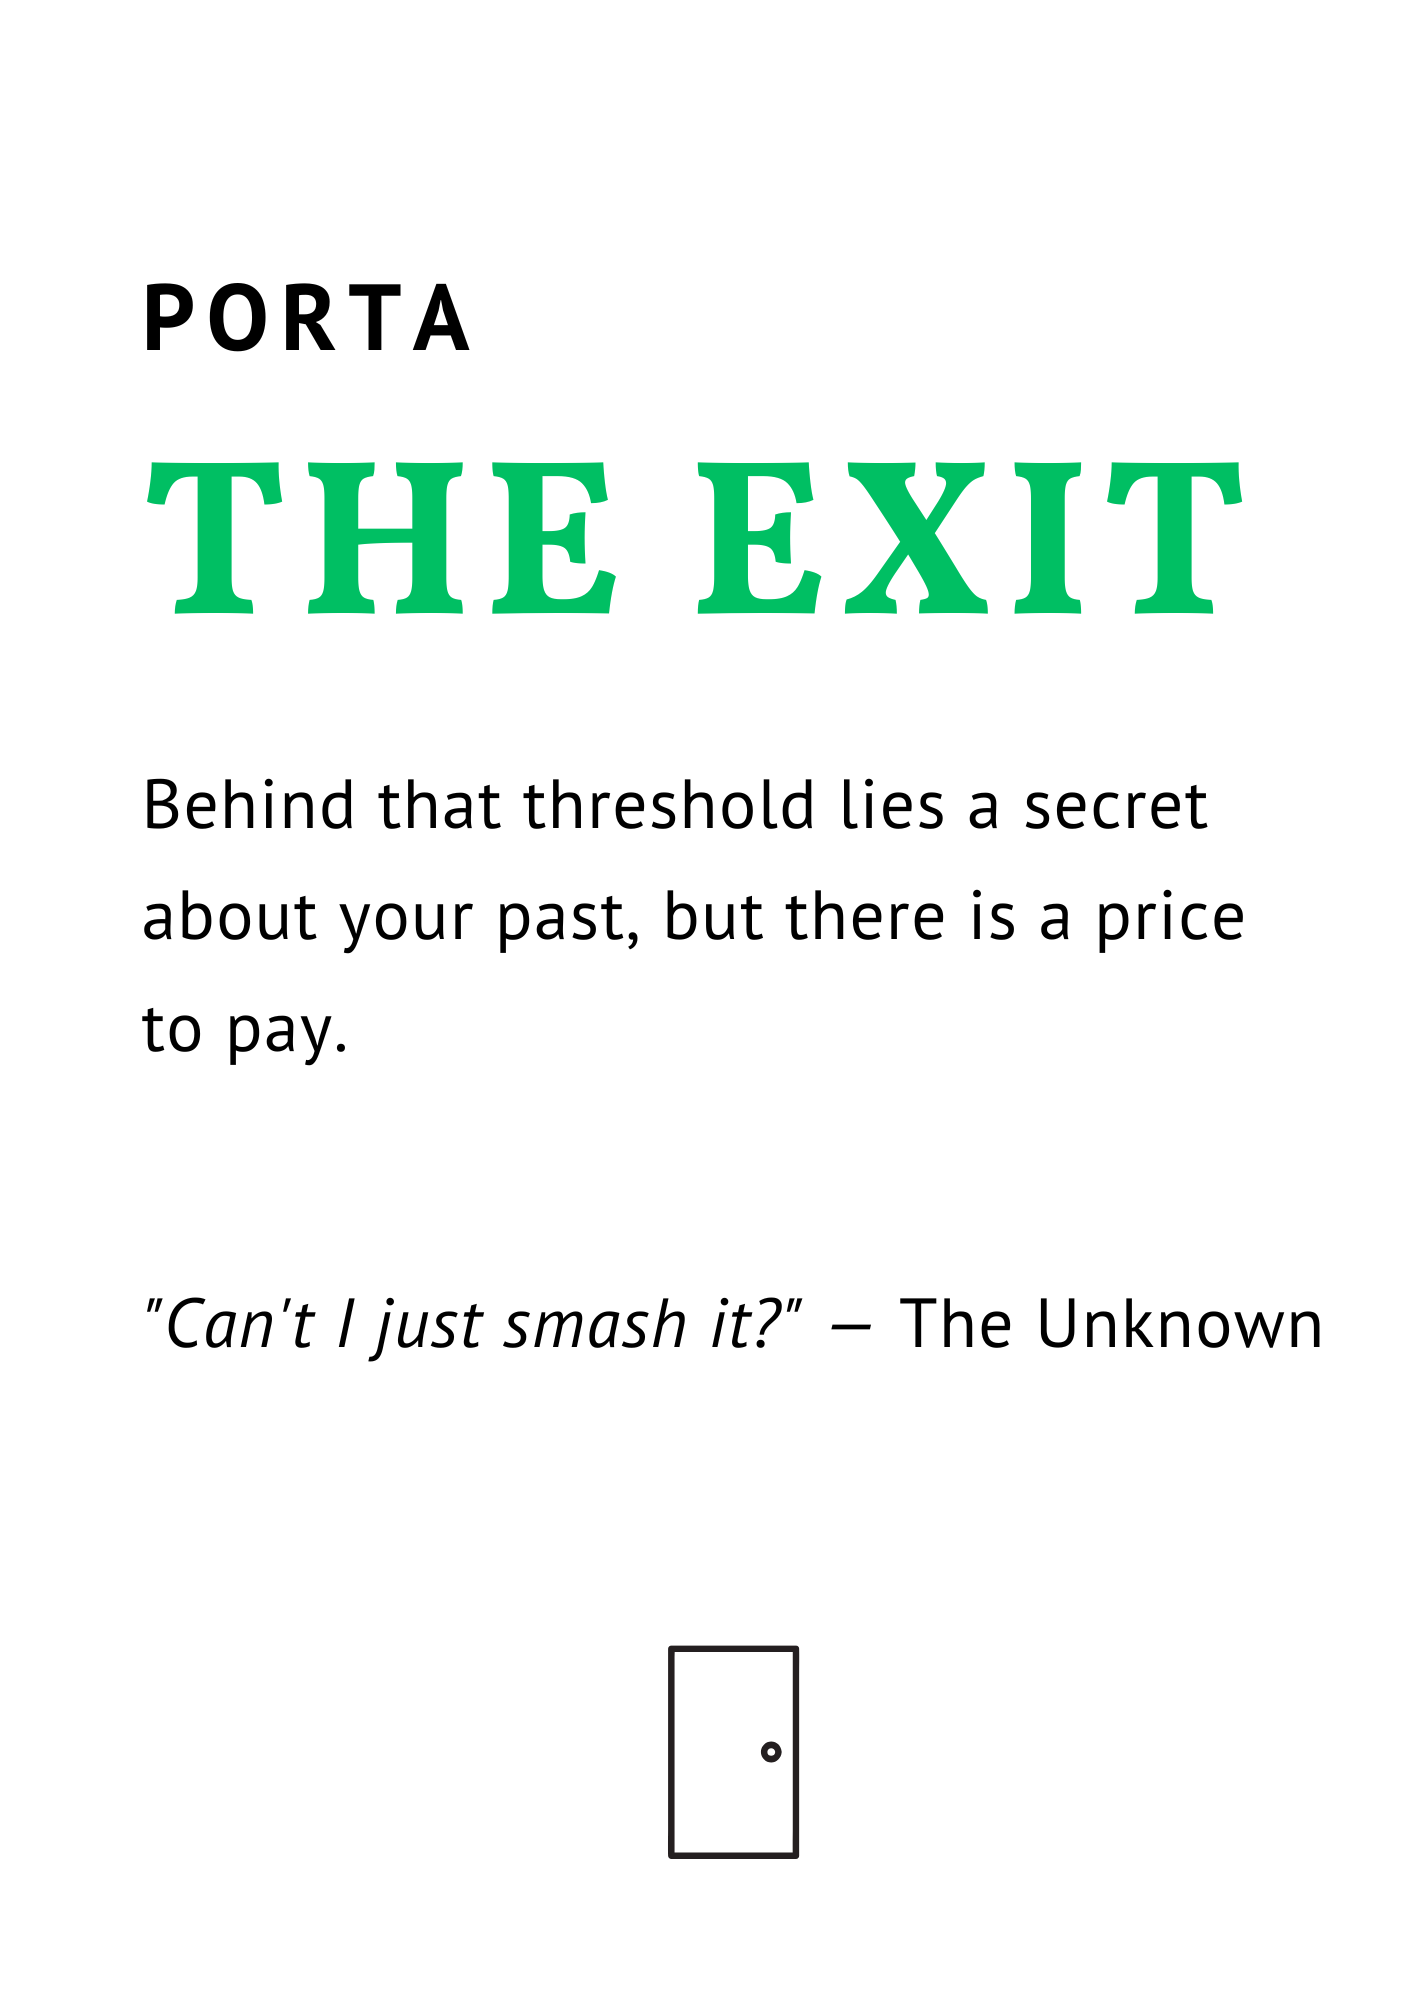 PORTA
THE EXIT
Behind that threshold lies a secret
about your past, but there is a price
to pay.
"Can't I just smash it?" — The Unknown